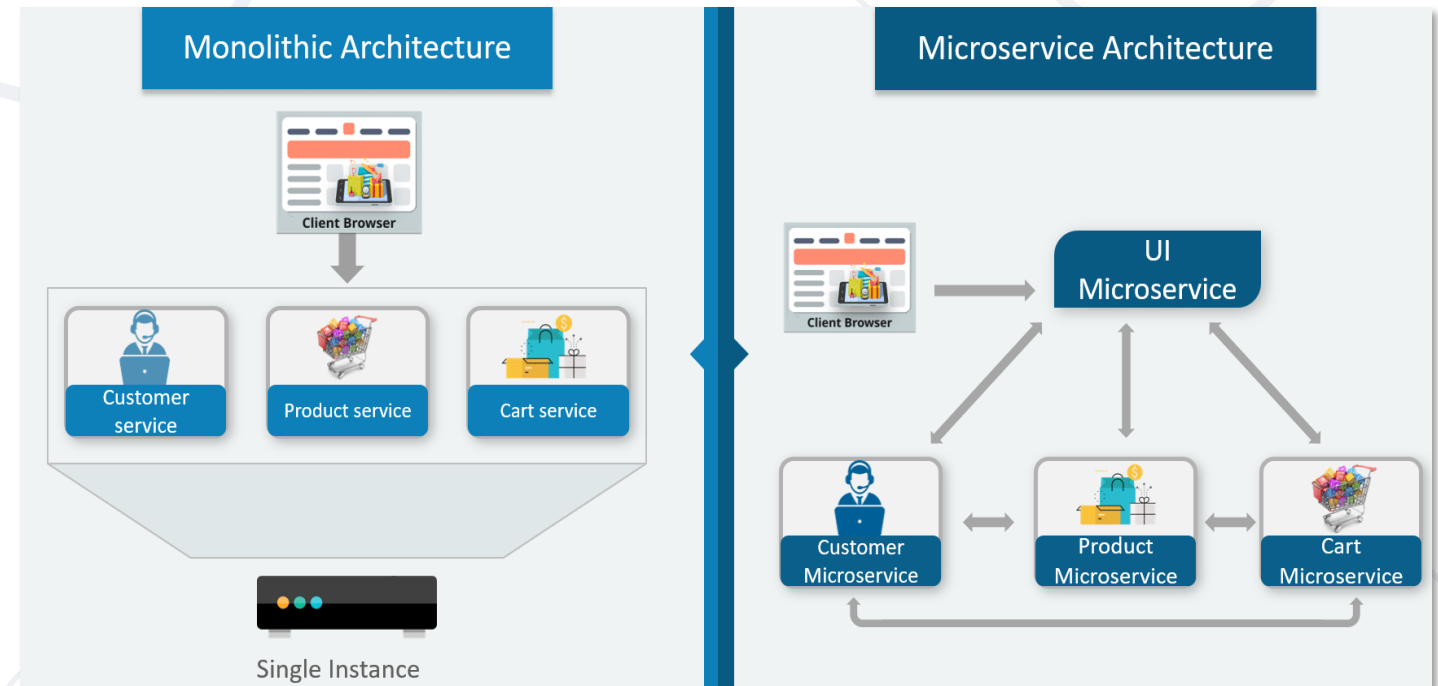 Monolithic Architecture
Client Browser
Customer
service
Product service
Cart service
Single Instance
Microservice Architecture
Client Browser
UI
Microservice
Customer
Microservice
Product
Microservice
Cart
Microservice